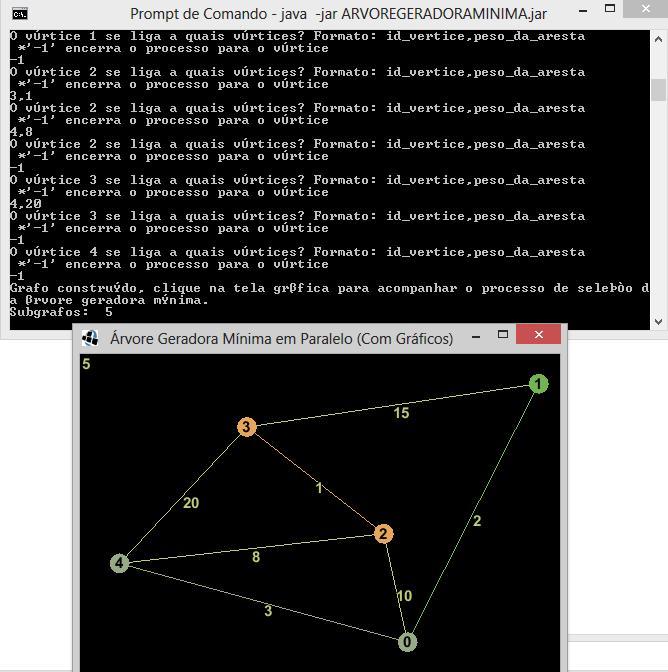 Prompt de Comando - java -jar ARVOREGERADORAMINIMA.jar
O vÚrtice 1 se liga a quais vÚrtices? Formato: id_vertice,peso_da_aresta
*'-1' encerra o processo para o vÚrtice
-1
O vÚrtice 2 se liga a quais vÚrtices? Formato: id_vertice,peso_da_aresta
*'-1' encerra o processo para o vÚrtice
3,1
O vÚrtice 2 se liga a quais vÚrtices? Formato: id_vertice,peso_da_aresta
*'-1' encerra o processo para o vÚrtice
4,8
O vÚrtice 2 se liga a quais vÚrtices? Formato: id_vertice,peso_da_aresta
*'-1' encerra o processo para o vÚrtice
-1
O vÚrtice 3 se liga a quais vÚrtices? Formato: id_vertice,peso_da_aresta
*'-1' encerra o processo para o vÚrtice
4,20
O vÚrtice 3 se liga a quais vÚrtices? Formato: id_vertice,peso_da_aresta
*'-1' encerra o processo para o vÚrtice
-1
O vÚrtice 4 se liga a quais vÚrtices? Formato: id_vertice,peso_da_aresta
*'-1' encerra o processo para o vÚrtice
-1
Grafo construÝdo, clique na tela grßfica para acompanhar o processo de seleþÒo d
a ßrvore geradora mÝnima.
Subgrafos: 5
Árvore Geradora Mínima em Paralelo (Com Gráficos)
5
1
15
3
1
20
2
2
8
4
10
3
0